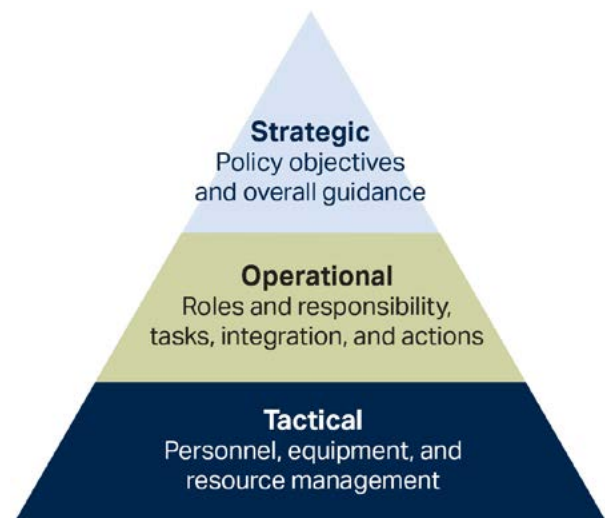 Strategic
Policy objectives
and overall guidance
Operational
Roles and responsibility,
tasks, integration, and actions
Tactical
Personnel, equipment, and
resource management